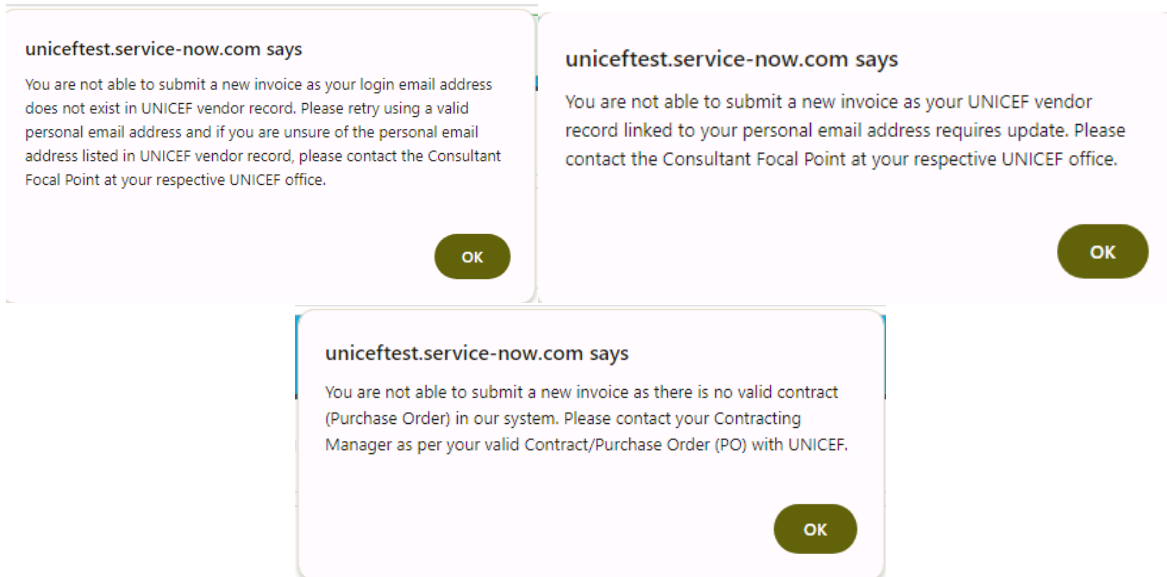 uniceftest.service-now.com says
You are not able to submit a new invoice as your login email address
does not exist in UNICEF vendor record. Please retry using a valid
personal email address and if you are unsure of the personal email
address listed in UNICEF vendor record, please contact the Consultant
Focal Point at your respective UNICEF office.
OK
uniceftest.service-now.com says
You are not able to submit a new invoice as your UNICEF vendor
record linked to your personal email address requires update. Please
contact the Consultant Focal Point at your respective UNICEF office.
OK
uniceftest.service-now.com says
You are not able to submit a new invoice as there is no valid contract
(Purchase Order) in our system. Please contact your Contracting
Manager as per your valid Contract/Purchase Order (PO) with UNICEF.
OK